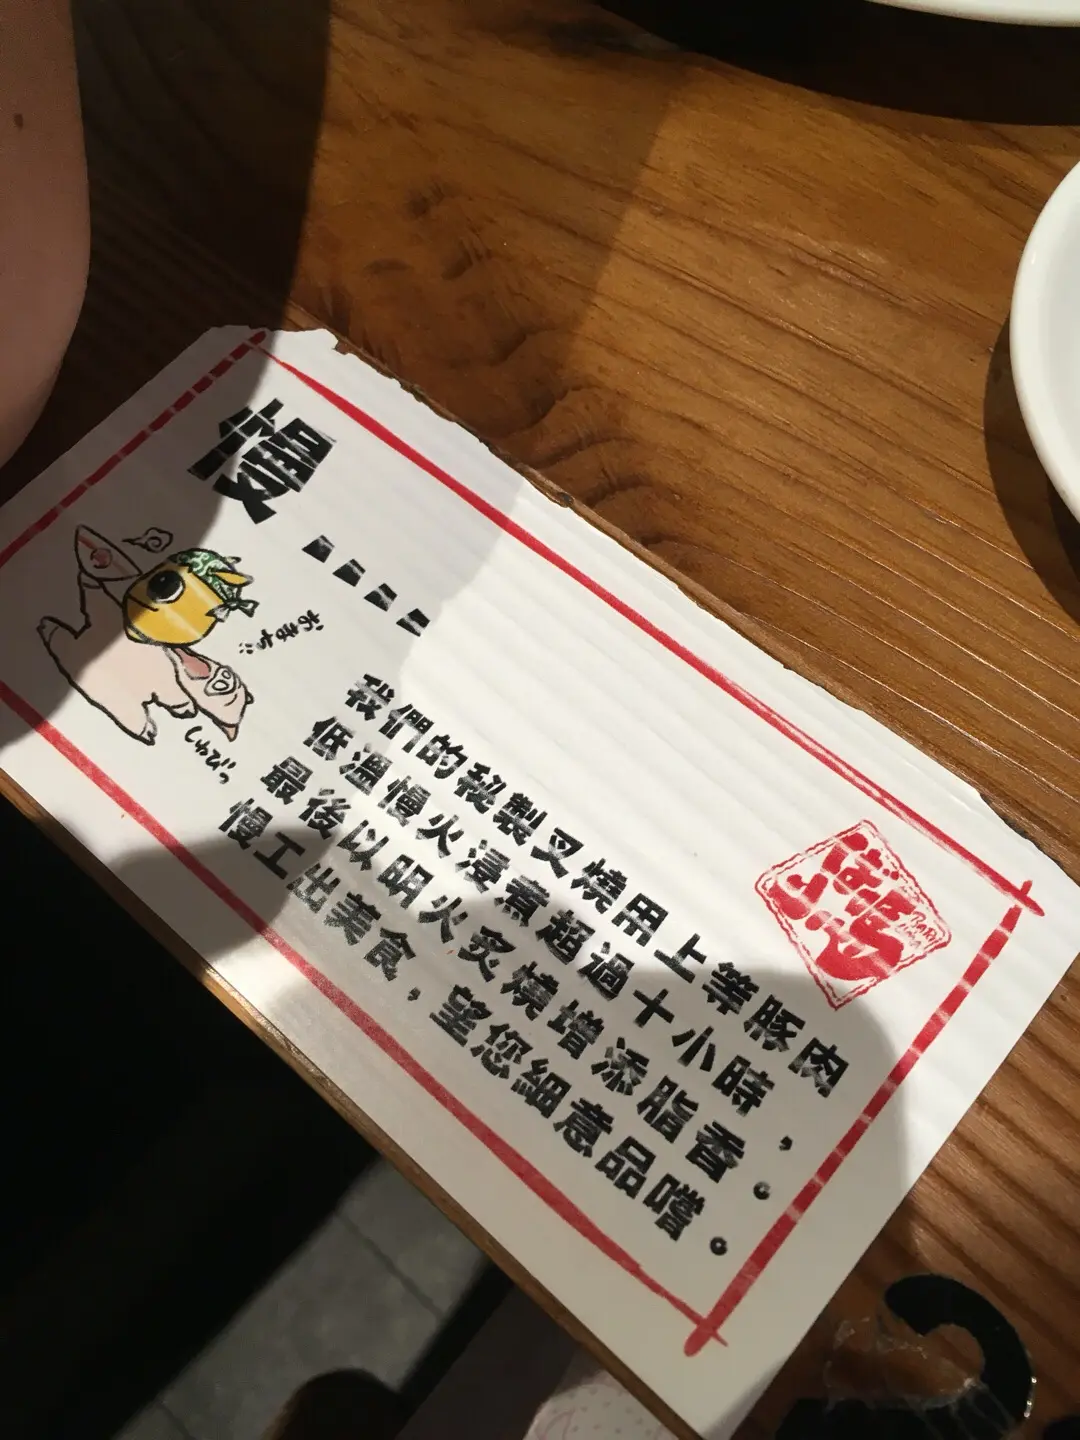 慢....
おまち!!
しゅびっ
我們的秘製叉燒用上等豚肉
低溫慢火浸煮超過十小時，
最後以明火炙燒增添脂香。
慢工出美食，望您細意品嚐。